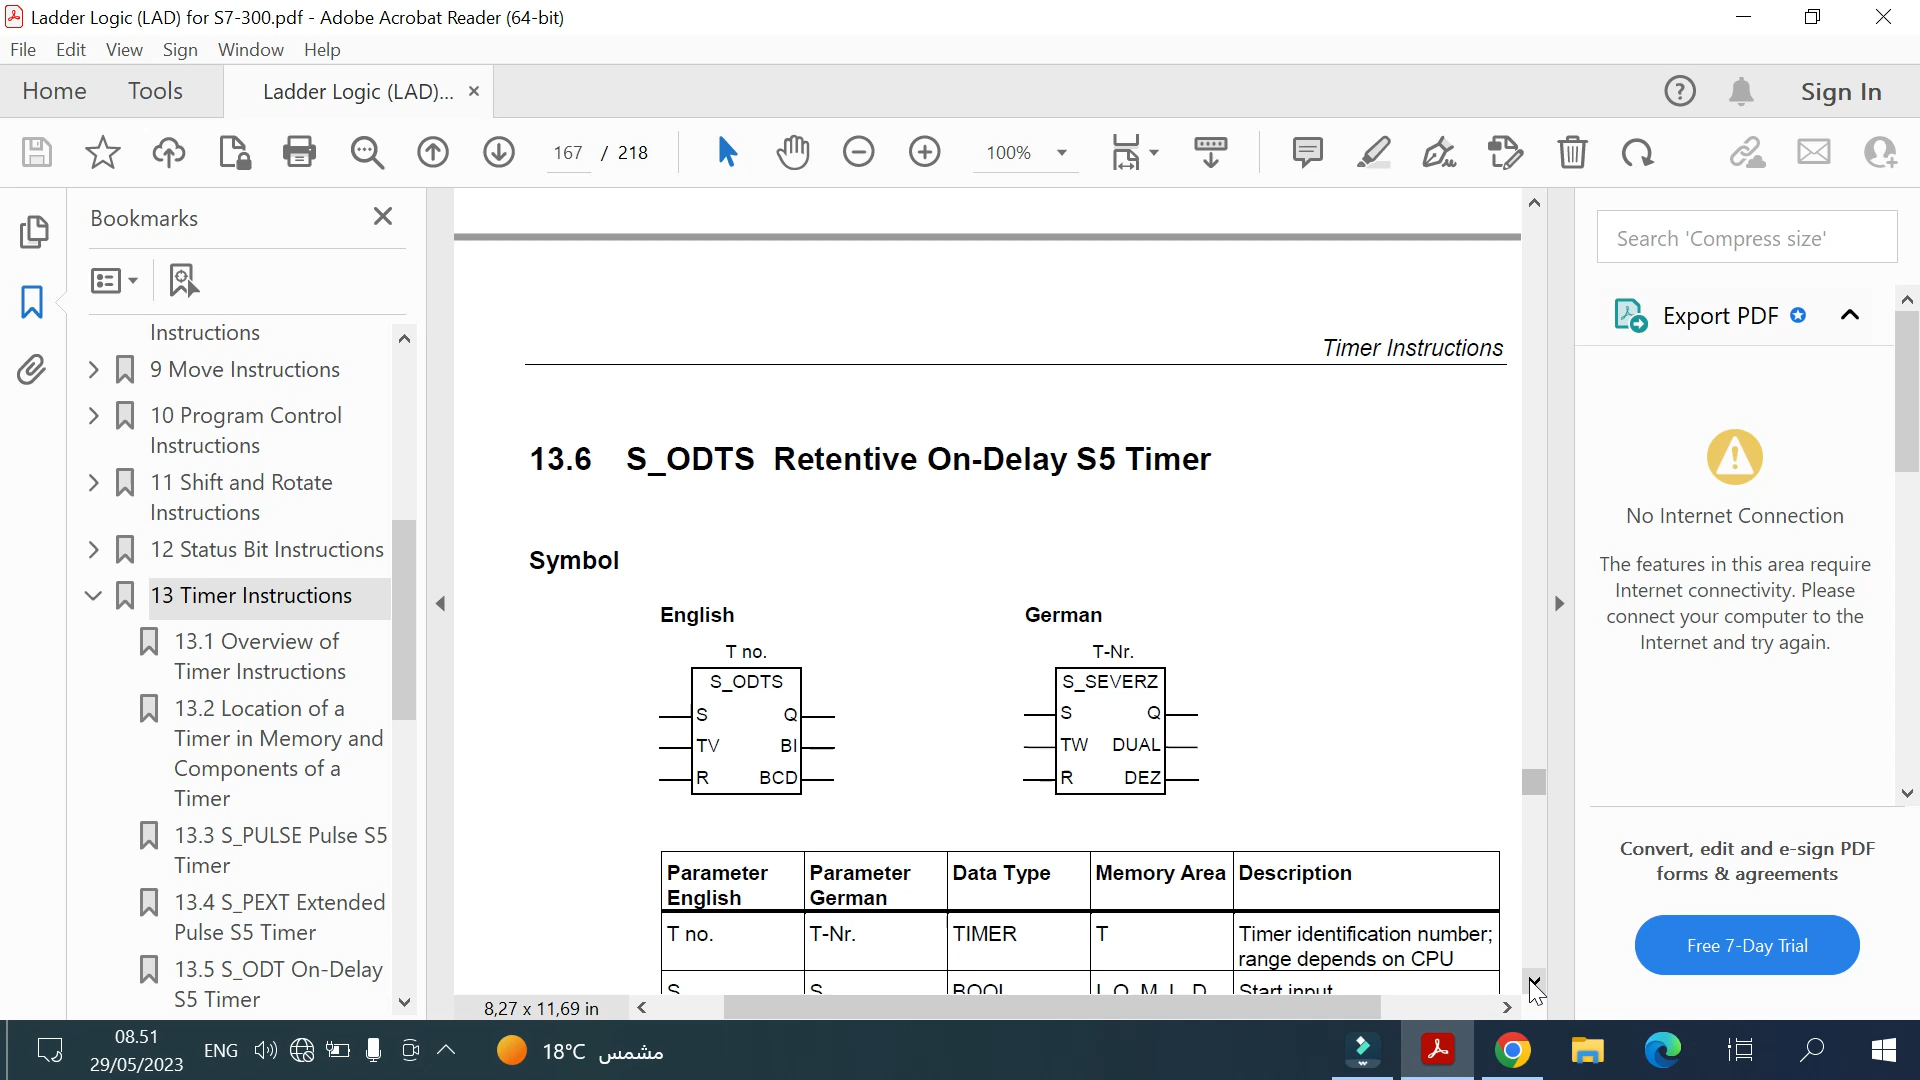 Ladder Logic (LAD) for S7-300.pdf - Adobe Acrobat Reader (64-bit)
File Edit View Sign Window Help
Home Tools Ladder Logic (LAD)... Sign In
167 / 218 100%
Bookmarks
Instructions
9 Move Instructions
10 Program Control
Instructions
11 Shift and Rotate
Instructions
12 Status Bit Instructions
13 Timer Instructions
13.1 Overview of
Timer Instructions
13.2 Location of a
Timer in Memory and
Components of a
Timer
13.3 S_PULSE Pulse S5
Timer
13.4 S_PEXT Extended
Pulse S5 Timer
13.5 S_ODT On-Delay
S5 Timer
Timer Instructions
13.6 S_ODTS Retentive On-Delay S5 Timer
Symbol
English German
T no. T-Nr.
S_ODTS S_SEVERZ
S Q S Q
TV BI TW DUAL
R BCD R DEZ
Parameter English Parameter German Data Type Memory Area Description
T no. T-Nr. TIMER T Timer identification number;
range depends on CPU
S S BOOL I, Q, M, L, D Start input
8,27 x 11,69 in
Search 'Compress size'
Export PDF
No Internet Connection
The features in this area require
Internet connectivity. Please
connect your computer to the
Internet and try again.
Convert, edit and e-sign PDF
forms & agreements
Free 7-Day Trial
08.51
29/05/2023
ENG
18°C مشمس